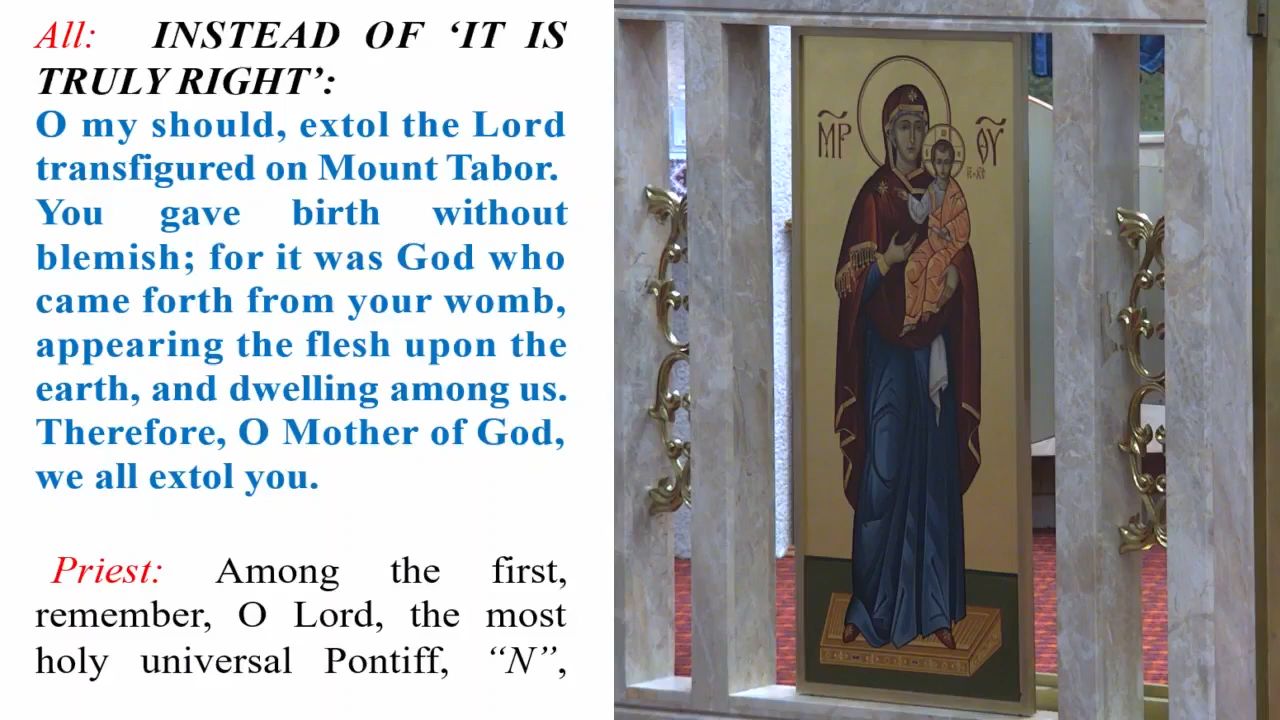 All: INSTEAD OF ‘IT IS
TRULY RIGHT’:
O my should, extol the Lord
transfigured on Mount Tabor.
You gave birth without
blemish; for it was God who
came forth from your womb,
appearing the flesh upon the
earth, and dwelling among us.
Therefore, O Mother of God,
we all extol you.
Priest: Among the first,
remember, O Lord, the most
holy universal Pontiff, “N”,
ΜΡ ΘΥ